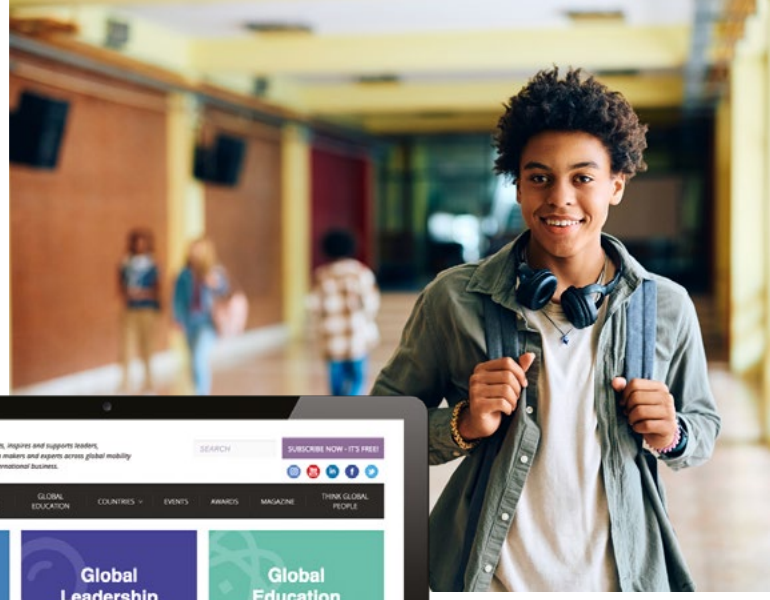 s, inspires and supports leaders,
makers and experts across global mobility
ernational business.
SEARCH
SUBSCRIBE NOW - IT'S FREE!
GLOBAL
EDUCATION
COUNTRIES
EVENTS
AWARDS
MAGAZINE
THINK GLOBAL
PEOPLE
Global
Leadership
Global
Education